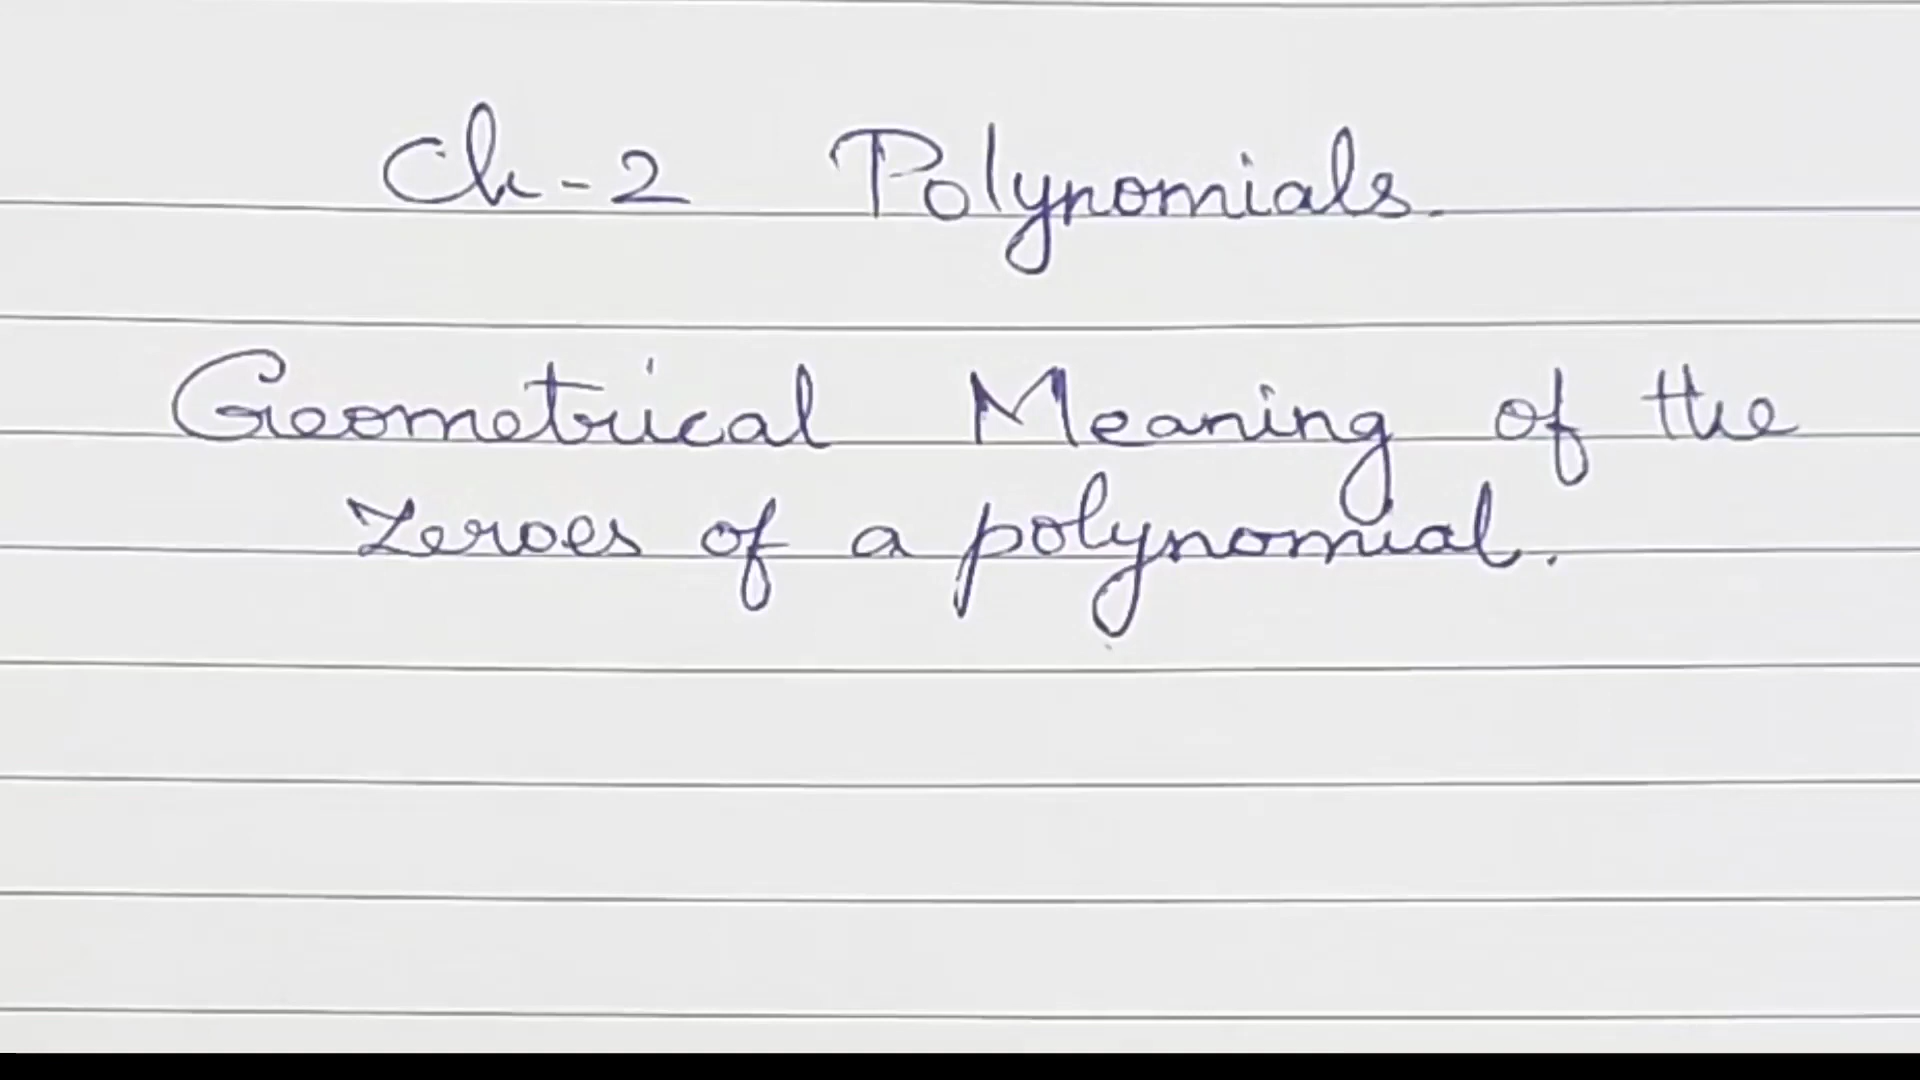 Ch-2 Polynomials.
Geometrical Meaning of the
zeroes of a polynomial.